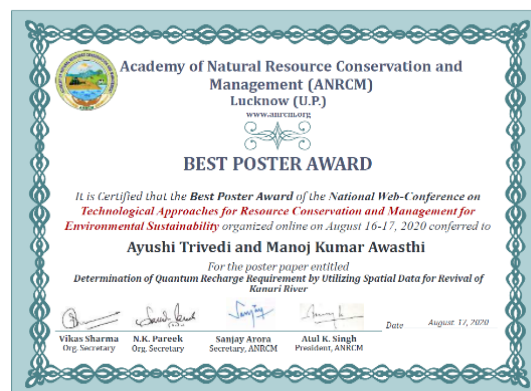 Academy of Natural Resource Conservation and
Management (ANRCM)
Lucknow (U.P.)
www.anrcm.org
BEST POSTER AWARD
It is Certified that the Best Poster Award of the National Web-Conference on
Technological Approaches for Resource Conservation and Management for
Environmental Sustainability organized online on August 16-17, 2020 conferred to
Ayushi Trivedi and Manoj Kumar Awasthi
For the poster paper entitled
Determination of Quantum Recharge Requirement by Utilizing Spatial Data for Revival of
Kanari River
Vikas Sharma
Org. Secretary
N.K. Pareek
Org. Secretary
Sanjay Arora
Secretary, ANRCM
Atul K. Singh
President, ANRCM
Date August 17, 2020